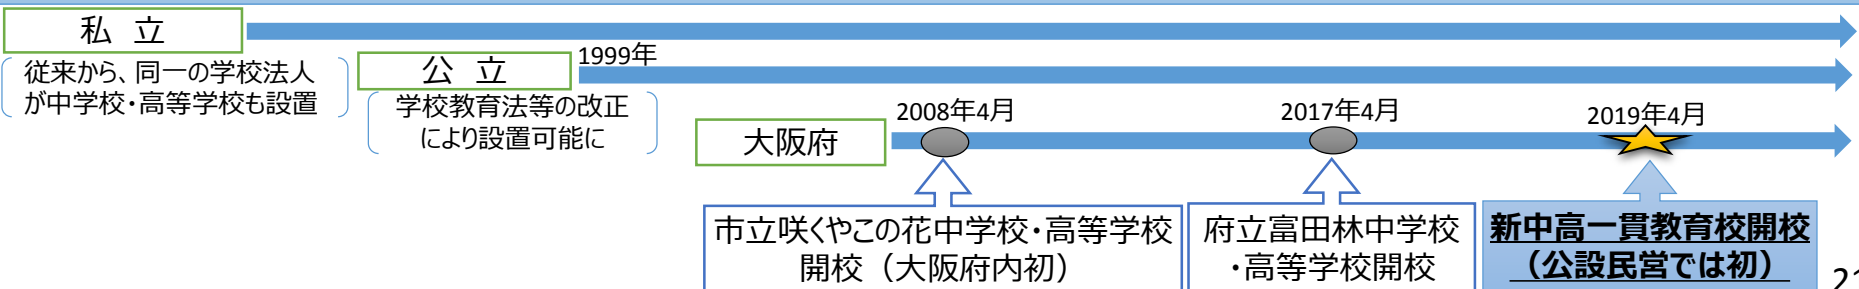 私 立
従来から、同一の学校法人
が中学校・高等学校も設置
公 立
1999年
学校教育法等の改正
により設置可能に
大阪府
2008年4月
2017年4月
2019年4月
市立咲くやこの花中学校・高等学校
開校（大阪府内初）
府立富田林中学校
・高等学校開校
新中高一貫教育校開校
（公設民営では初）
21